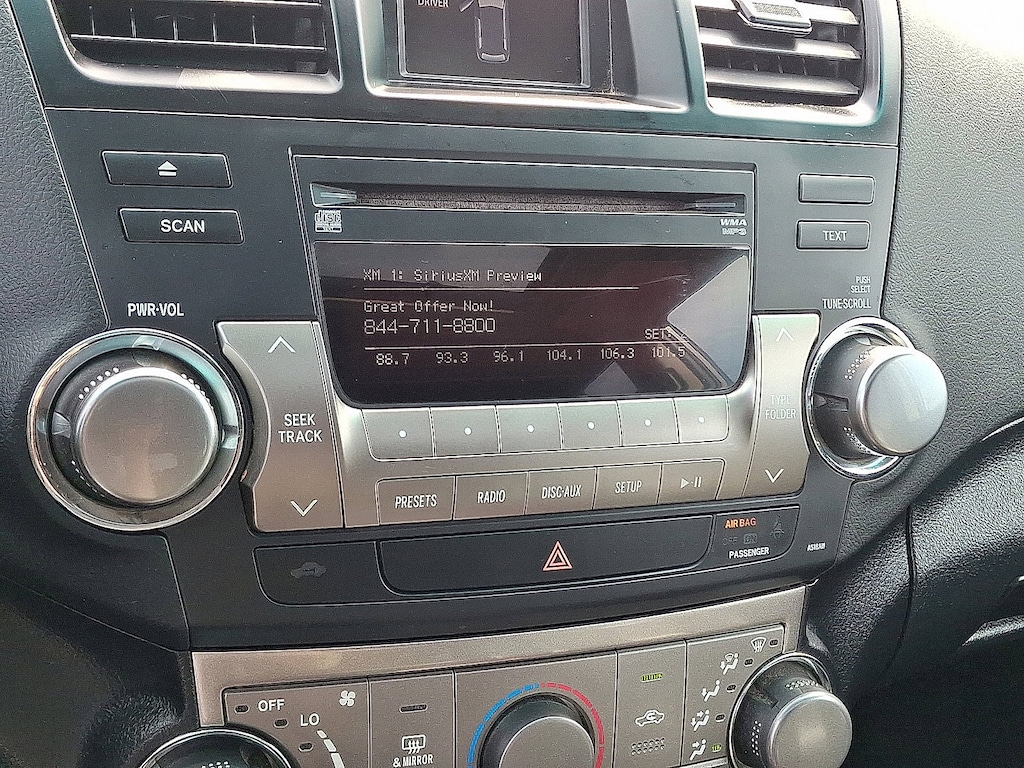 DRIVER
SCAN
WMA
MP3
TEXT
PUSH
SELECT
TUNE·SCROLL
PWR·VOL
XM 1: SiriusXM Preview
Great Offer Now!
844-711-8800
SET:
88.7 93.3 96.1 104.1 106.3 101.5
SEEK
TRACK
TYPE
FOLDER
PRESETS RADIO DISC·AUX SETUP
AIR BAG
OFF ON
PASSENGER
OFF
LO
& MIRROR